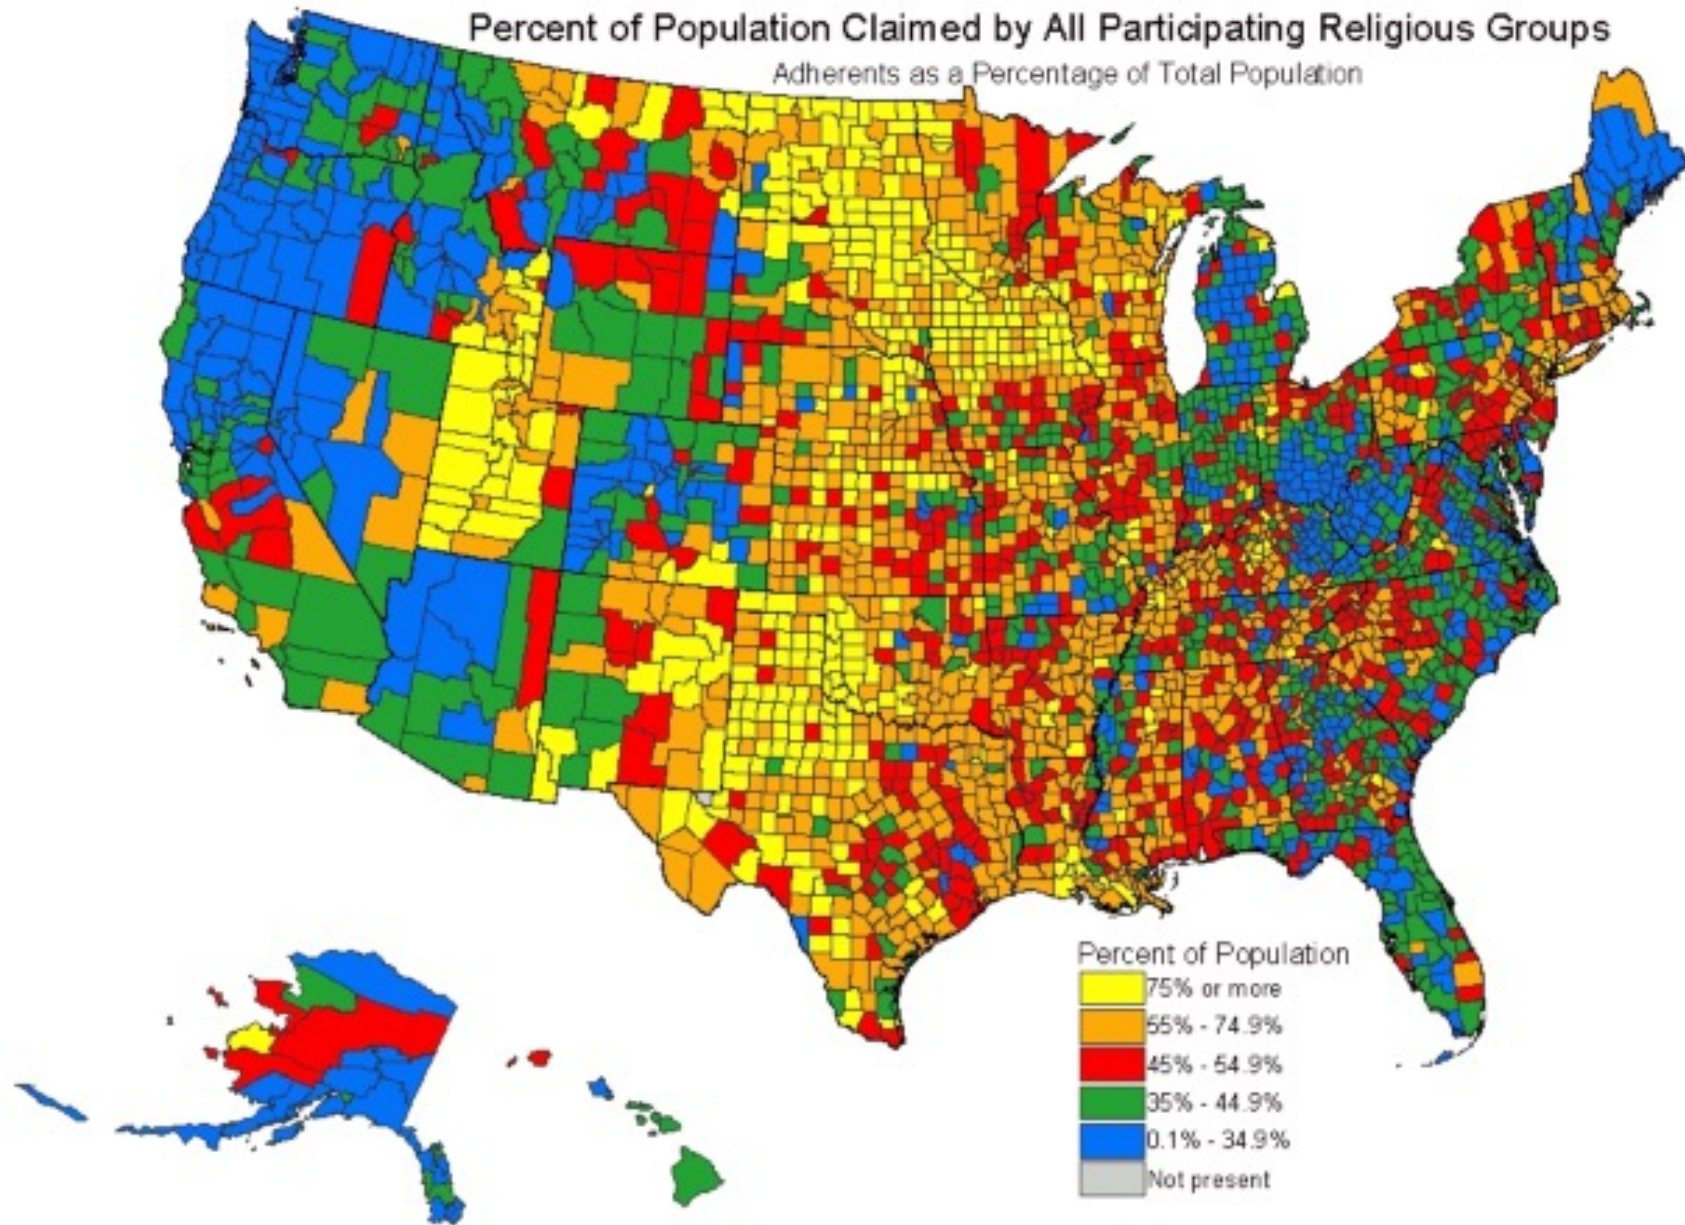 Percent of Population Claimed by All Participating Religious Groups
Adherents as a Percentage of Total Population
Percent of Population
75% or more
55% - 74.9%
45% - 54.9%
35% - 44.9%
0.1% - 34.9%
Not present